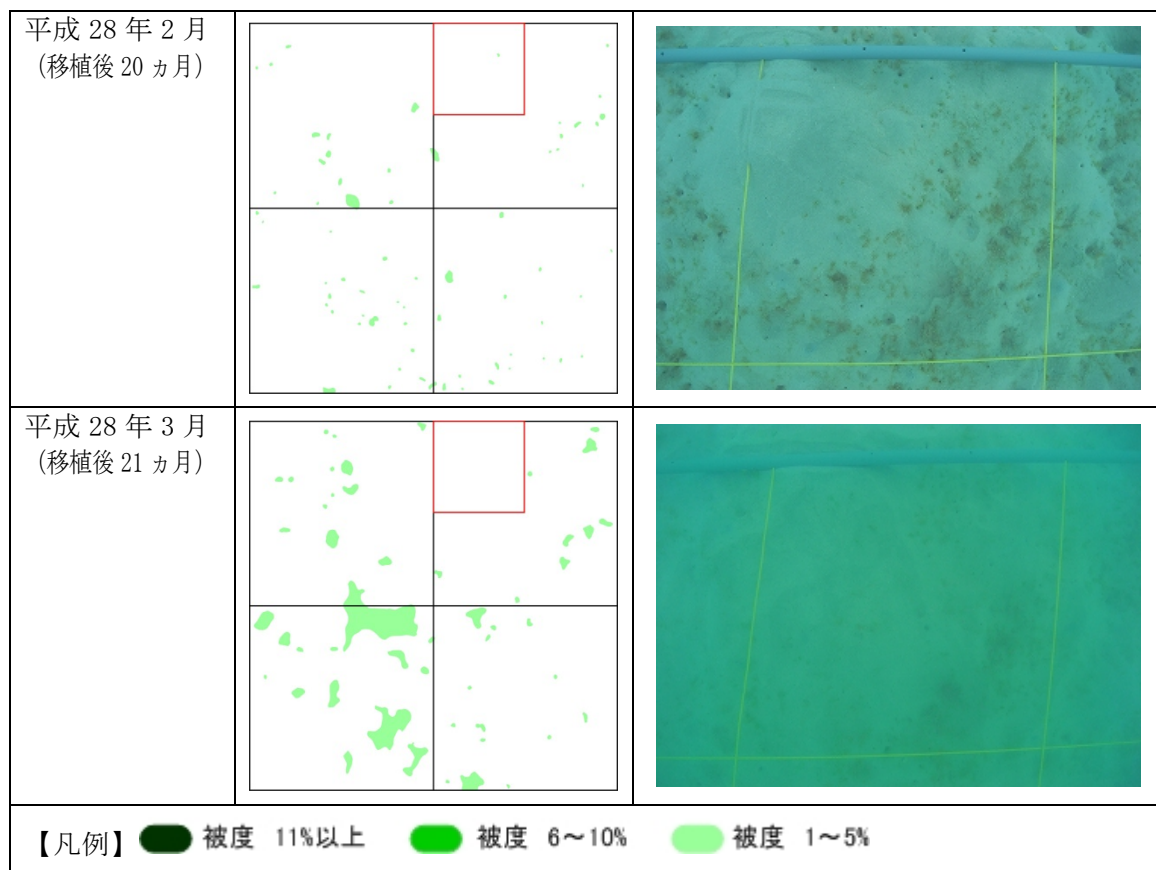 平成 28 年 2 月
（移植後 20 ヵ月）
平成 28 年 3 月
（移植後 21 ヵ月）
【凡例】 被度 11%以上 被度 6～10% 被度 1～5%